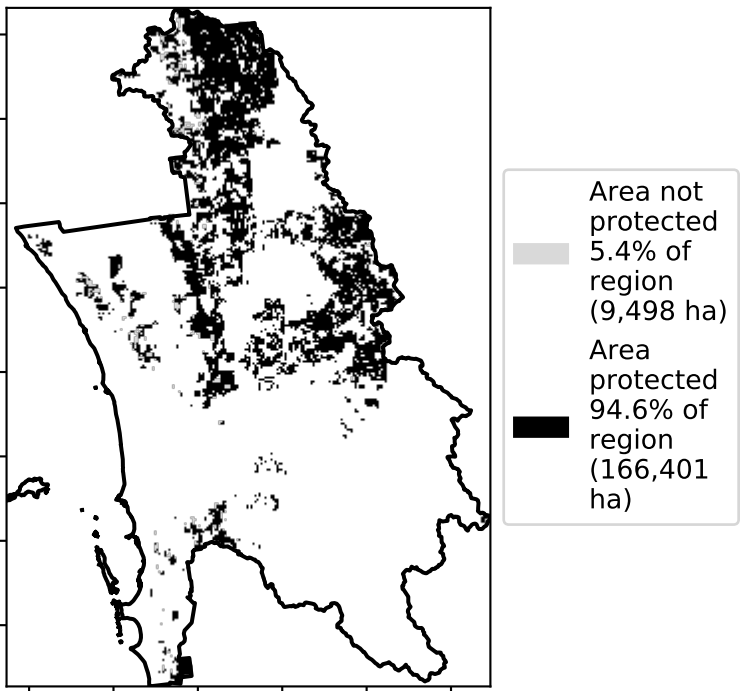 Area not
protected
5.4% of
region
(9,498 ha)
Area
protected
94.6% of
region
(166,401
ha)